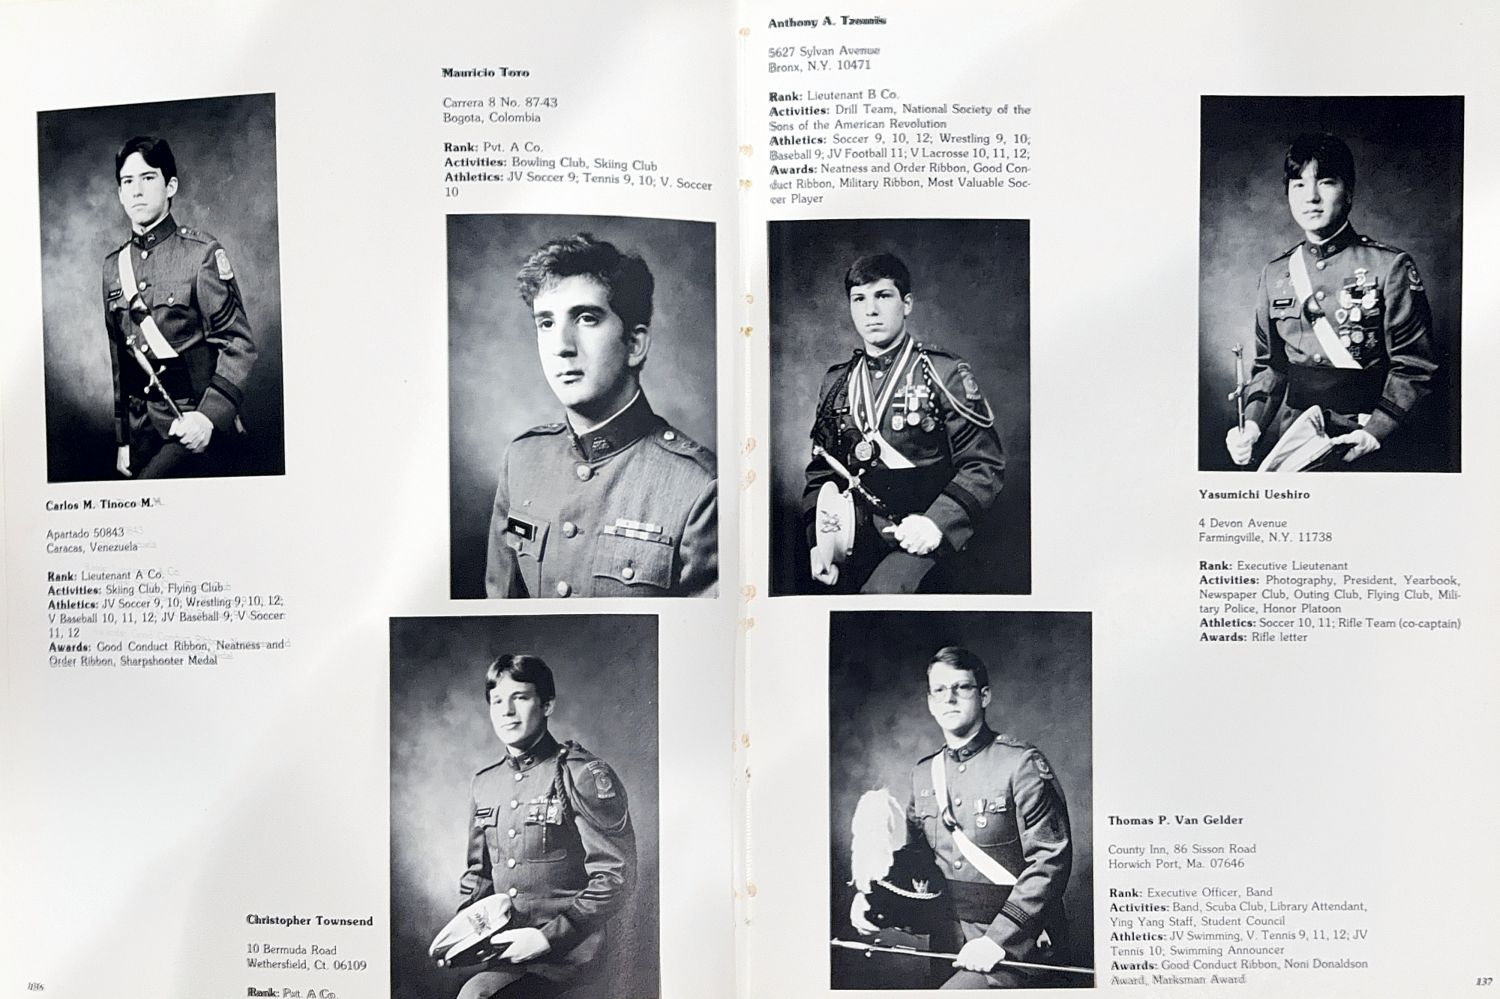 Carlos M. Tinoco M.
Apartado 50843
Caracas, Venezuela
Rank: Lieutenant A Co.
Activities: Skiing Club, Flying Club
Athletics: JV Soccer 9, 10; Wrestling 9, 10, 12;
V Baseball 10, 11, 12; JV Baseball 9; V Soccer
11, 12
Awards: Good Conduct Ribbon, Neatness and
Order Ribbon, Sharpshooter Medal
Mauricio Toro
Carrera 8 No. 87-43
Bogota, Colombia
Rank: Pvt. A Co.
Activities: Bowling Club, Skiing Club
Athletics: JV Soccer 9; Tennis 9, 10; V. Soccer
10
Christopher Townsend
10 Bermuda Road
Wethersfield, Ct. 06109
Rank: Pvt. A Co.
136
Anthony A. Tzoumis
5627 Sylvan Avenue
Bronx, N.Y. 10471
Rank: Lieutenant B Co.
Activities: Drill Team, National Society of the
Sons of the American Revolution
Athletics: Soccer 9, 10, 12; Wrestling 9, 10;
Baseball 9; JV Football 11; V Lacrosse 10, 11, 12;
Awards: Neatness and Order Ribbon, Good Con-
duct Ribbon, Military Ribbon, Most Valuable Soc-
cer Player
Yasumichi Ueshiro
4 Devon Avenue
Farmingville, N.Y. 11738
Rank: Executive Lieutenant
Activities: Photography, President, Yearbook,
Newspaper Club, Outing Club, Flying Club, Mili-
tary Police, Honor Platoon
Athletics: Soccer 10, 11; Rifle Team (co-captain)
Awards: Rifle letter
Thomas P. Van Gelder
County Inn, 86 Sisson Road
Horwich Port, Ma. 07646
Rank: Executive Officer, Band
Activities: Band, Scuba Club, Library Attendant,
Ying Yang Staff, Student Council
Athletics: JV Swimming, V. Tennis 9, 11, 12; JV
Tennis 10; Swimming Announcer
Awards: Good Conduct Ribbon, Noni Donaldson
Award, Marksman Award
137